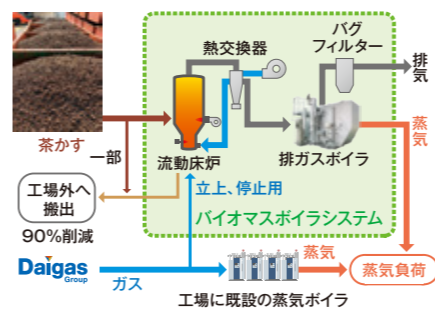 熱交換器
バグ
フィルター
排気
茶かす
一部
流動床炉
排ガスボイラ
蒸気
工場外へ
搬出
立上、停止用
バイオマスボイラシステム
90%削減
Daigas
Group
ガス
蒸気
蒸気負荷
工場に既設の蒸気ボイラ